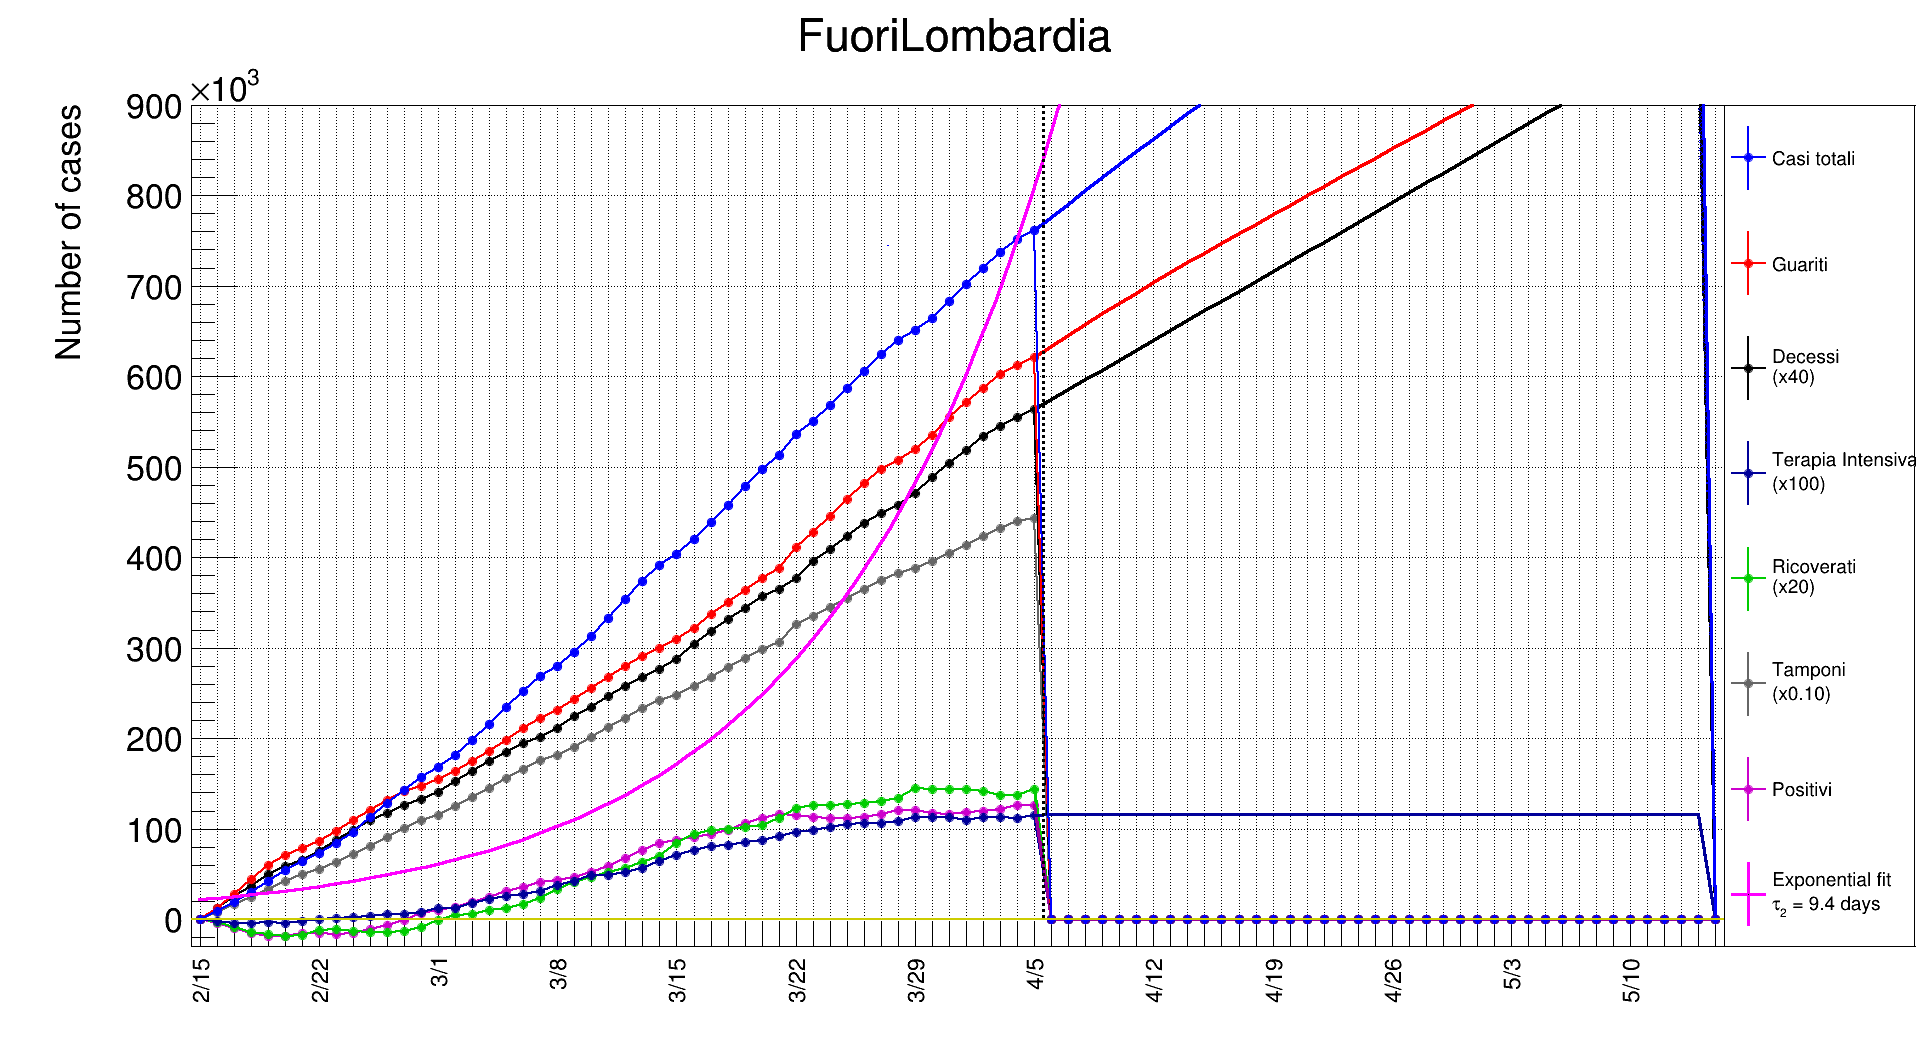 FuoriLombardia
×10³
Number of cases
900
800
700
600
500
400
300
200
100
0
2/15
2/22
3/1
3/8
3/15
3/22
3/29
4/5
4/12
4/19
4/26
5/3
5/10
Casi totali
Guariti
Decessi
(x40)
Terapia Intensiva
(x100)
Ricoverati
(x20)
Tamponi
(x0.10)
Positivi
Exponential fit
τ₂ = 9.4 days